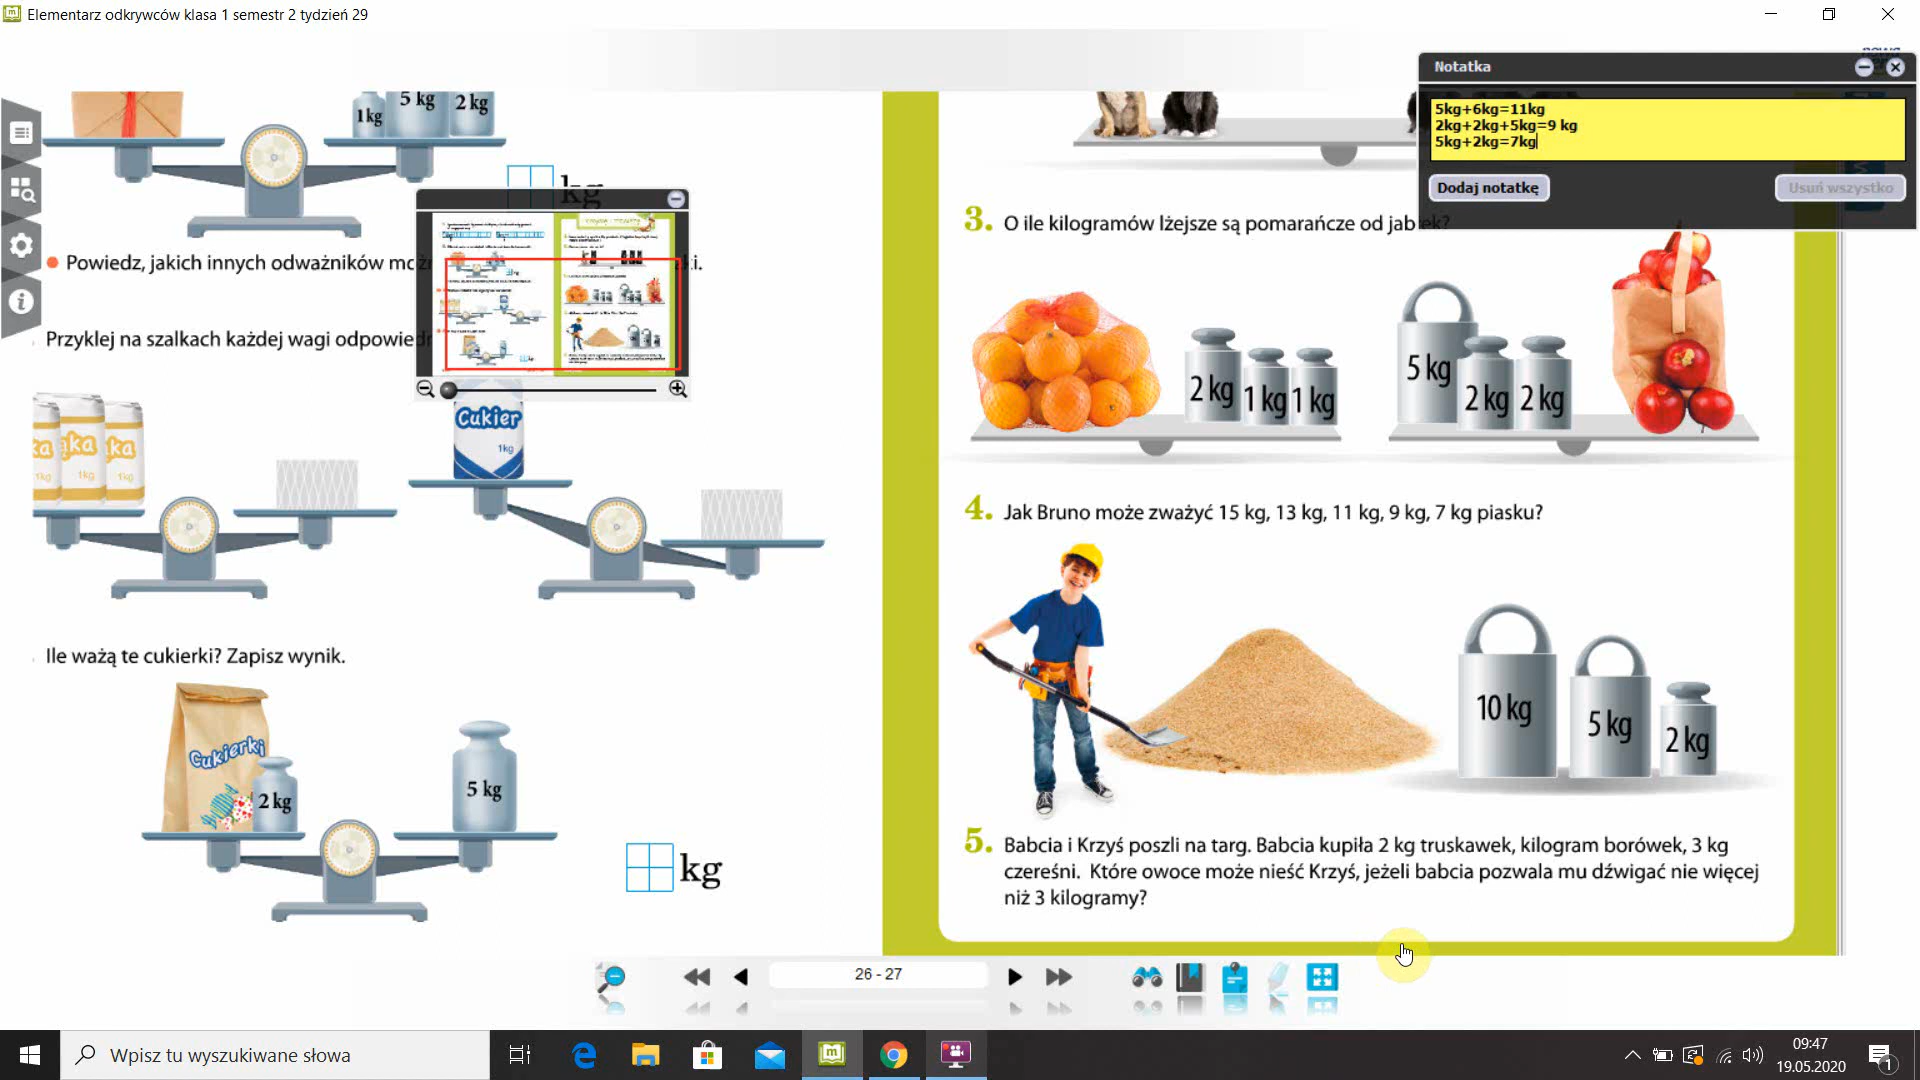 Elementarz odkrywców klasa 1 semestr 2 tydzień 29
1 kg
5 kg
2 kg
kg
Powiedz, jakich innych odważników
Przyklej na szalkach każdej wagi
1kg
ąka
1kg
ąka
1kg
Cukier
1kg
Ile ważą te cukierki? Zapisz wynik.
Cukierki
2 kg
5 kg
kg
Notatka
5kg+6kg=11kg
2kg+2kg+5kg=9 kg
5kg+2kg=7kg
Dodaj notatkę
Usuń wszystko
3. O ile kilogramów lżejsze są pomarańcze od
2 kg
1 kg
1 kg
5 kg
2 kg
2 kg
4. Jak Bruno może zważyć 15 kg, 13 kg, 11 kg, 9 kg, 7 kg piasku?
10 kg
5 kg
2 kg
5. Babcia i Krzyś poszli na targ. Babcia kupiła 2 kg truskawek, kilogram borówek, 3 kg
czereśni. Które owoce może nieść Krzyś, jeżeli babcia pozwala mu dźwigać nie więcej
niż 3 kilogramy?
26 - 27
Wpisz tu wyszukiwane słowa
09:47
19.05.2020
1